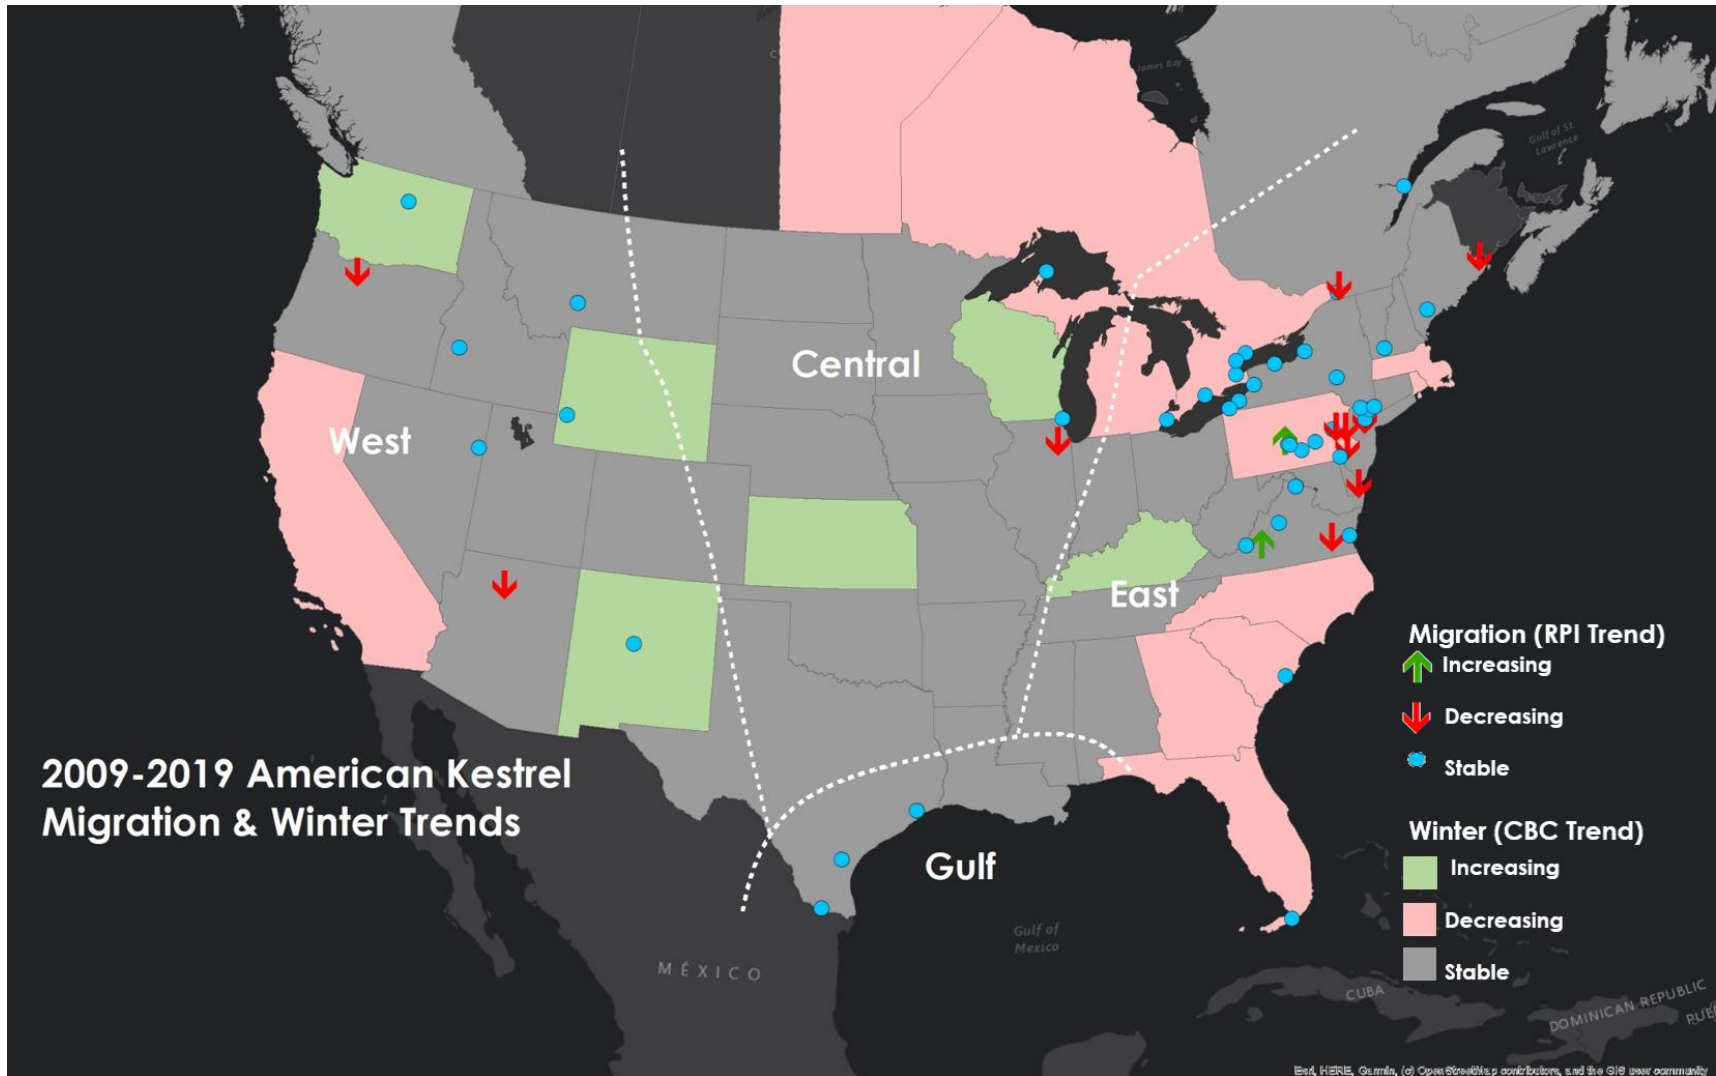 James Bay
Gulf of St.
Lawrence
Central
West
East
Migration (RPI Trend)
Increasing
Decreasing
Stable
2009-2019 American Kestrel
Migration & Winter Trends
Winter (CBC Trend)
Increasing
Decreasing
Stable
Gulf
Gulf of
Mexico
MÉXICO
CUBA
DOMINICAN REPUBLIC
Esri, HERE, Garmin, (c) OpenStreetMap contributors, and the GIS user community